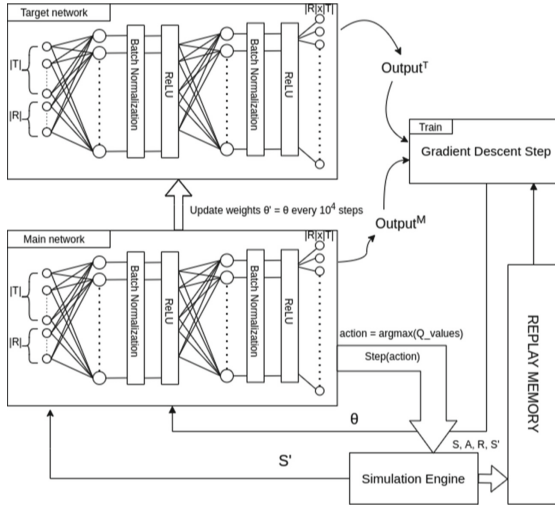 Target network
|R|x|T|
|T|
|R|
Batch Normalization
ReLU
Batch Normalization
ReLU
Output^T
Train
Gradient Descent Step
Update weights θ' = θ every 10^4 steps
Output^M
Main network
|R|x|T|
|T|
|R|
Batch Normalization
ReLU
Batch Normalization
ReLU
action = argmax(Q_values)
Step(action)
REPLAY MEMORY
θ
S, A, R, S'
S'
Simulation Engine